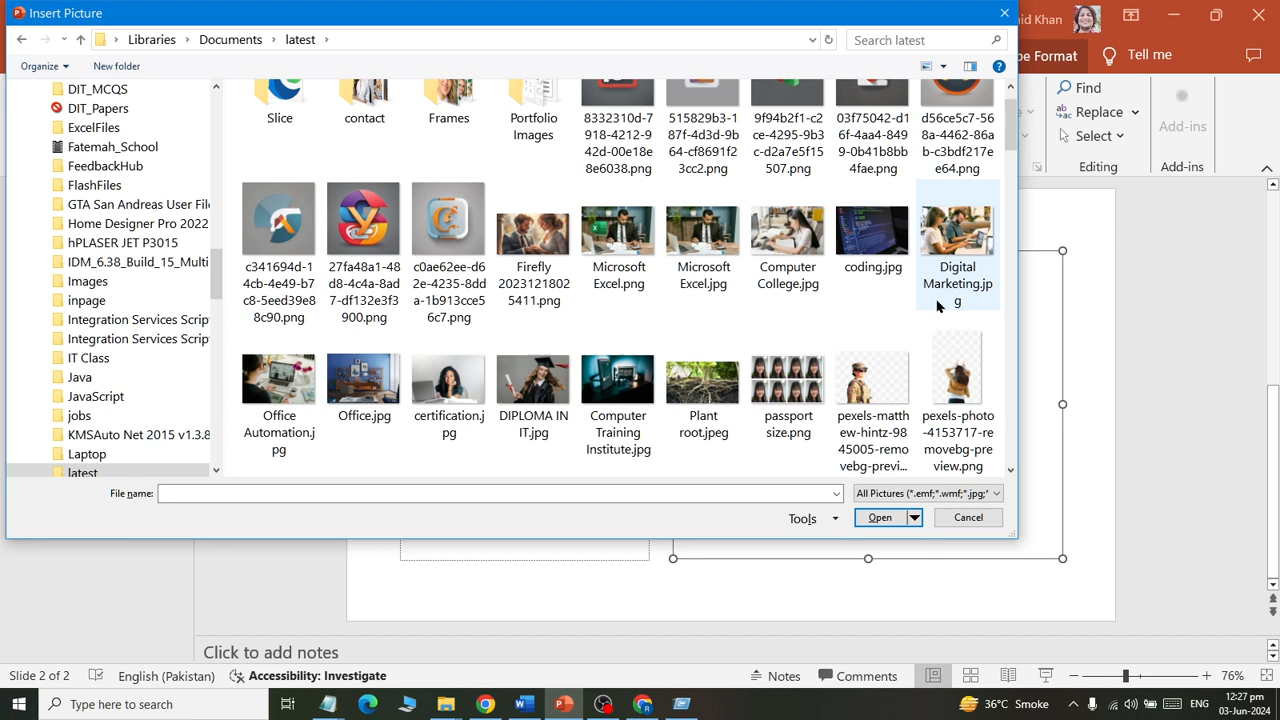 Insert Picture
id Khan
Libraries > Documents > latest >
Search latest
pe Format
Tell me
Organize
New folder
DIT_MCQS
DIT_Papers
ExcelFiles
Fatemah_School
FeedbackHub
FlashFiles
GTA San Andreas User Fil
Home Designer Pro 2022
hPLASER JET P3015
IDM_6.38_Build_15_Multi
Images
inpage
Integration Services Scrip
Integration Services Scrip
IT Class
Java
JavaScript
jobs
KMSAuto Net 2015 v1.3.8
Laptop
latest
Slice
contact
Frames
Portfolio
Images
8332310d-7
918-4212-9
42d-00e18e
8e6038.png
515829b3-1
87f-4d3d-9b
64-cf8691f2
3cc2.png
9f94b2f1-c2
ce-4295-9b3
c-d2a7e5f15
507.png
03f75042-d1
6f-4aa4-849
9-0b41b8bb
4fae.png
d56ce5c7-56
8a-4462-86a
b-c3bdf217e
e64.png
c341694d-1
4cb-4e49-b7
c8-5eed39e8
8c90.png
27fa48a1-48
d8-4c4a-8ad
7-df132e3f3
900.png
c0ae62ee-d6
2e-4235-8dd
a-1b913cce5
6c7.png
Firefly
2023121802
5411.png
Microsoft
Excel.png
Microsoft
Excel.jpg
Computer
College.jpg
coding.jpg
Digital
Marketing.jp
g
Office
Automation.j
pg
Office.jpg
certification.j
pg
DIPLOMA IN
IT.jpg
Computer
Training
Institute.jpg
Plant
root.jpeg
passport
size.png
pexels-matth
ew-hintz-98
45005-remo
vebg-previ...
pexels-photo
-4153717-re
movebg-pre
view.png
File name:
All Pictures (*.emf;*.wmf;*.jpg;*
Tools
Open
Cancel
Find
Replace
Select
Editing
Add-ins
Add-ins
Click to add notes
Slide 2 of 2
English (Pakistan)
Accessibility: Investigate
Notes
Comments
76%
Type here to search
36°C Smoke
ENG
12:27 pm
03-Jun-2024